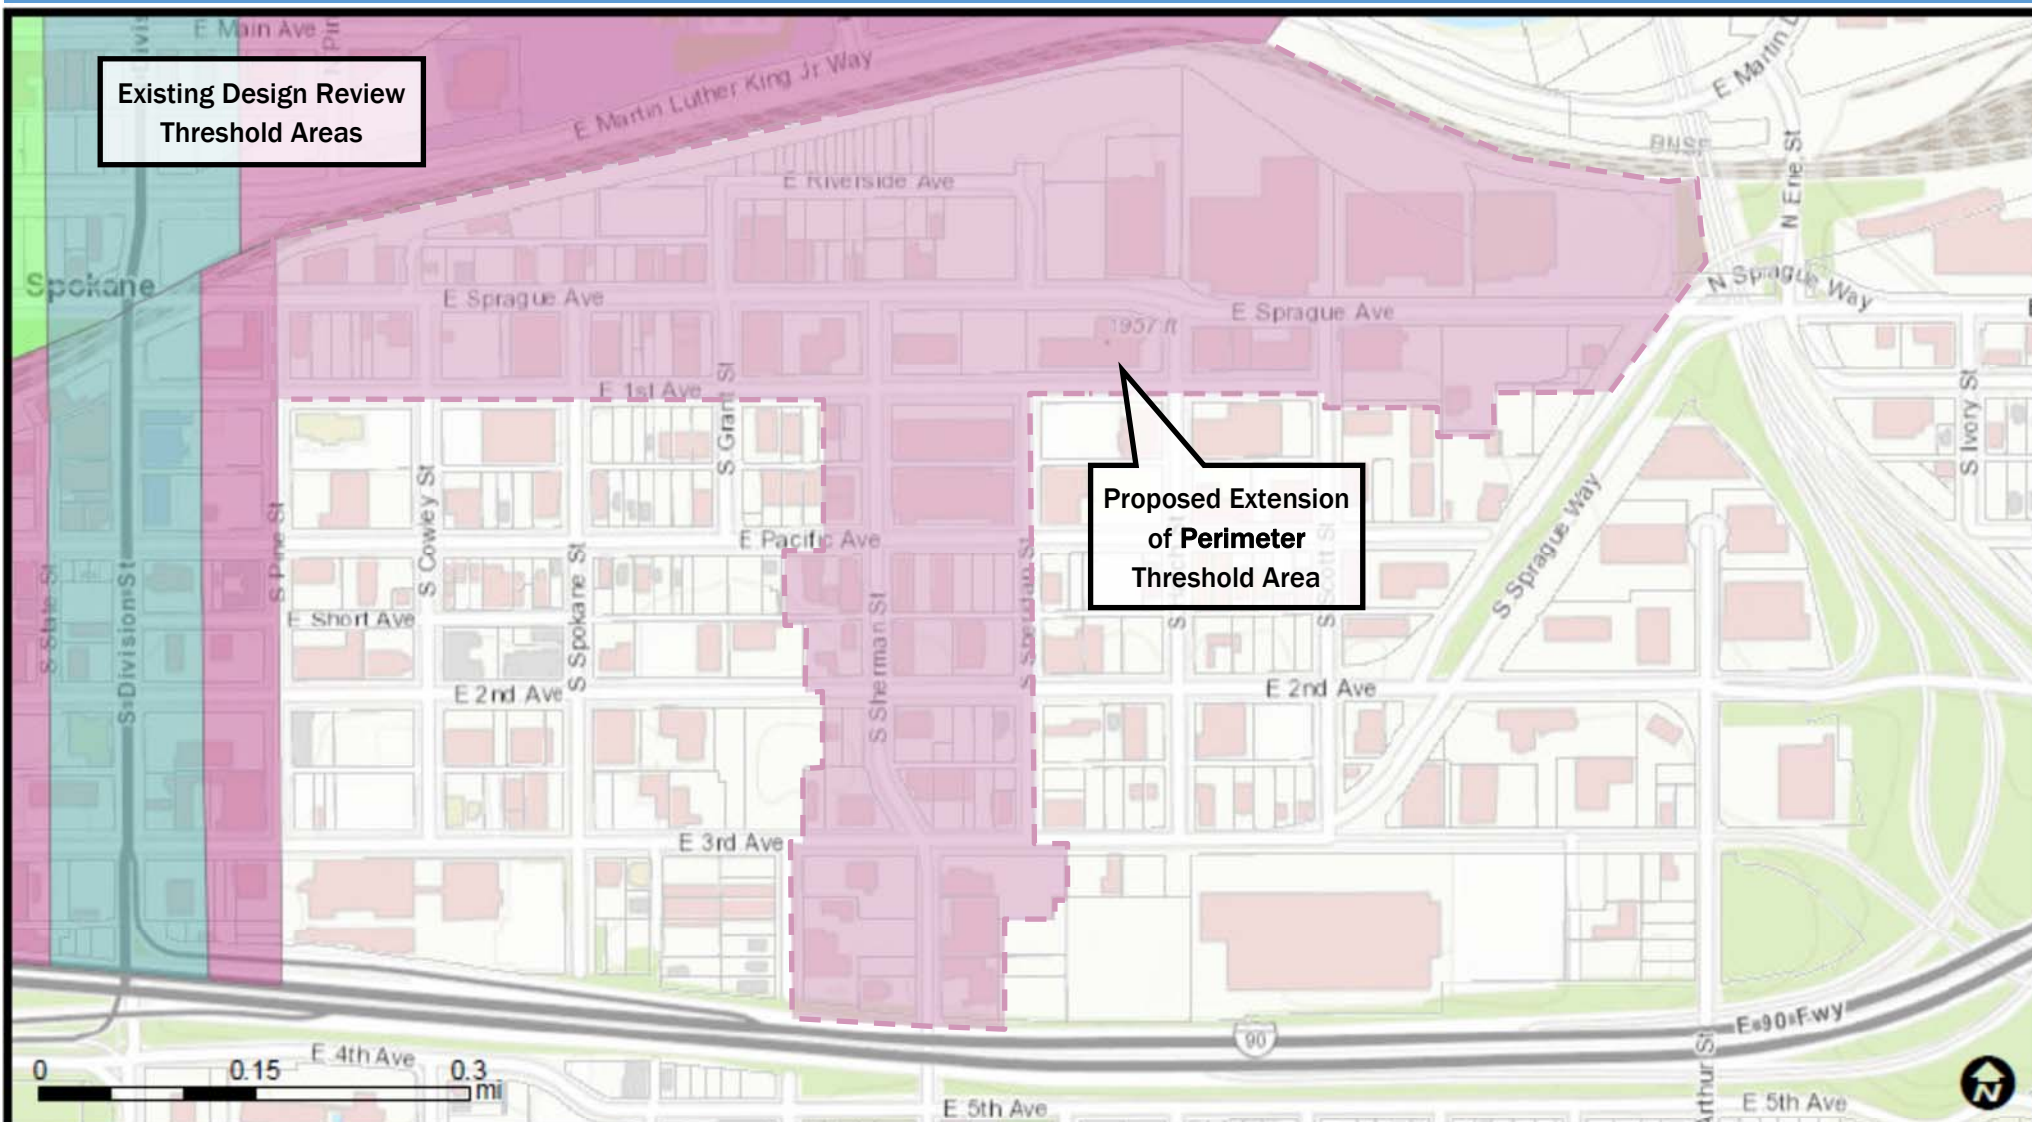 E Main Ave
Existing Design Review
Threshold Areas
E Martin Luther King Jr Way
E Martin L
BNSF
N Erie St
E Riverside Ave
Spokane
E Sprague Ave
E Sprague Ave
N Sprague Way
1957 ft
E 1st Ave
S Grant St
S Ivory St
Proposed Extension
of Perimeter
Threshold Area
S Pine St
S Cowley St
E Pacific Ave
S Sprague Way
S State St
S Division St
S Spokane St
S Sherman St
S Sheridan St
S Scott St
E Short Ave
E 2nd Ave
E 2nd Ave
E 3rd Ave
E 90 Fwy
90
Arthur St
0 0.15 0.3
mi
E 4th Ave
E 5th Ave
E 5th Ave
N